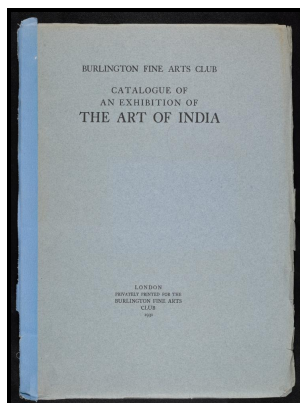 BURLINGTON FINE ARTS CLUB
CATALOGUE OF
AN EXHIBITION OF
THE ART OF INDIA
LONDON
PRIVATELY PRINTED FOR THE
BURLINGTON FINE ARTS
CLUB